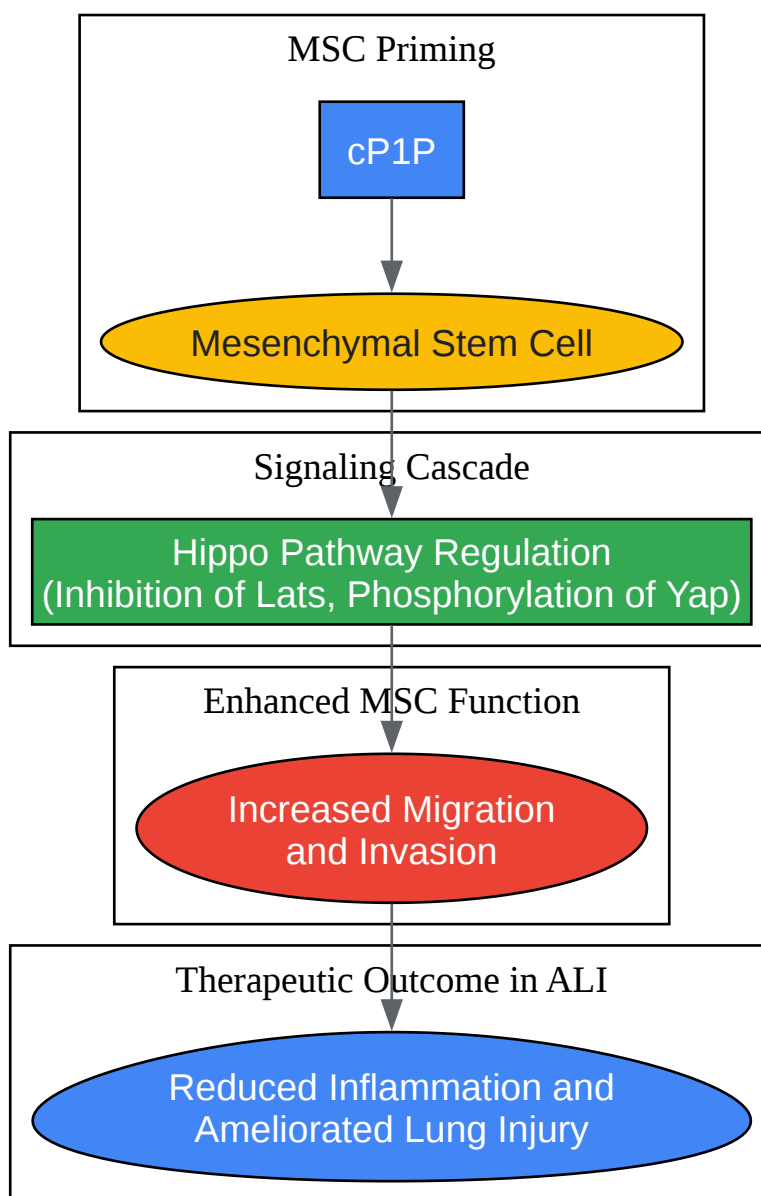 MSC Priming
cP1P
Mesenchymal Stem Cell
Signaling Cascade
Hippo Pathway Regulation
(Inhibition of Lats, Phosphorylation of Yap)
Enhanced MSC Function
Increased Migration
and Invasion
Therapeutic Outcome in ALI
Reduced Inflammation and
Ameliorated Lung Injury